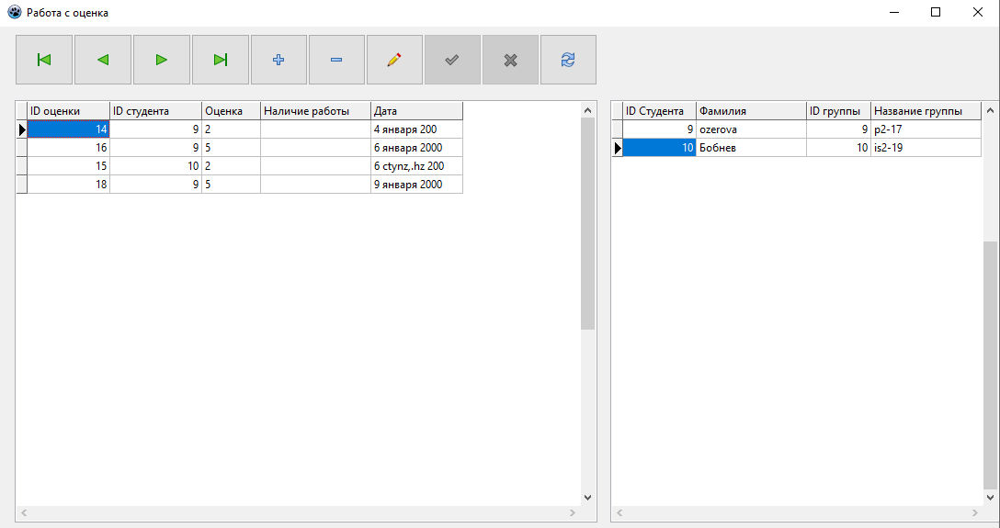 Работа с оценка
ID оценки ID студента Оценка Наличие работы Дата
14 9 2 4 января 200
16 9 5 6 января 2000
15 10 2 6 ctynz,.hz 200
18 9 5 9 января 2000
ID Студента Фамилия ID группы Название группы
9 ozerova 9 p2-17
10 Бобнев 10 is2-19